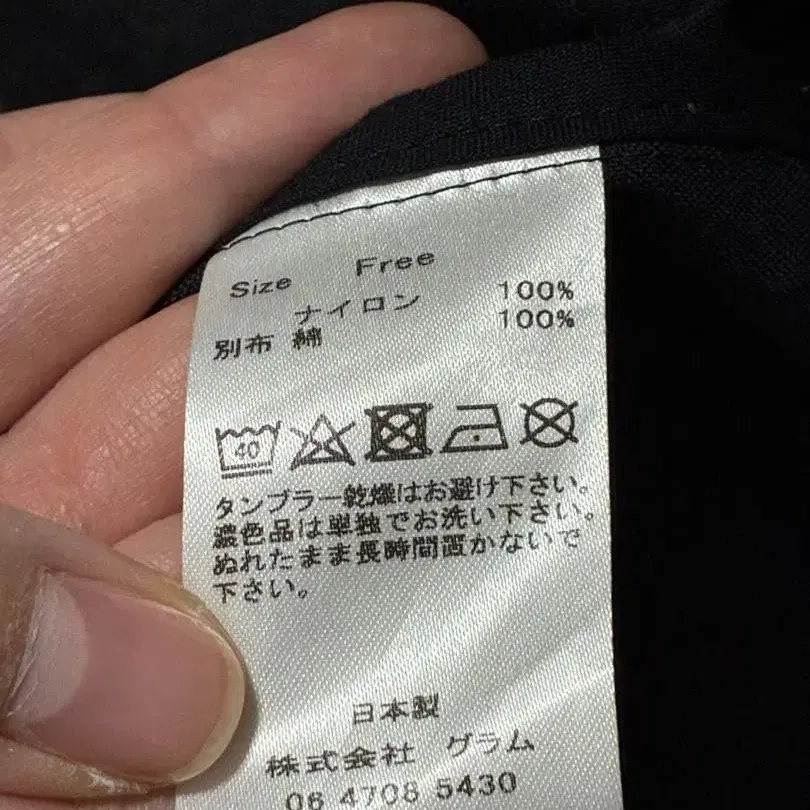 Size Free
ナイロン 100%
別布 綿 100%
40
タンブラー乾燥はお避け下さい。
濃色品は単独でお洗い下さい。
ぬれたまま長時間置かないで
下さい。
日本製
株式会社 グラム
06 4708 5430